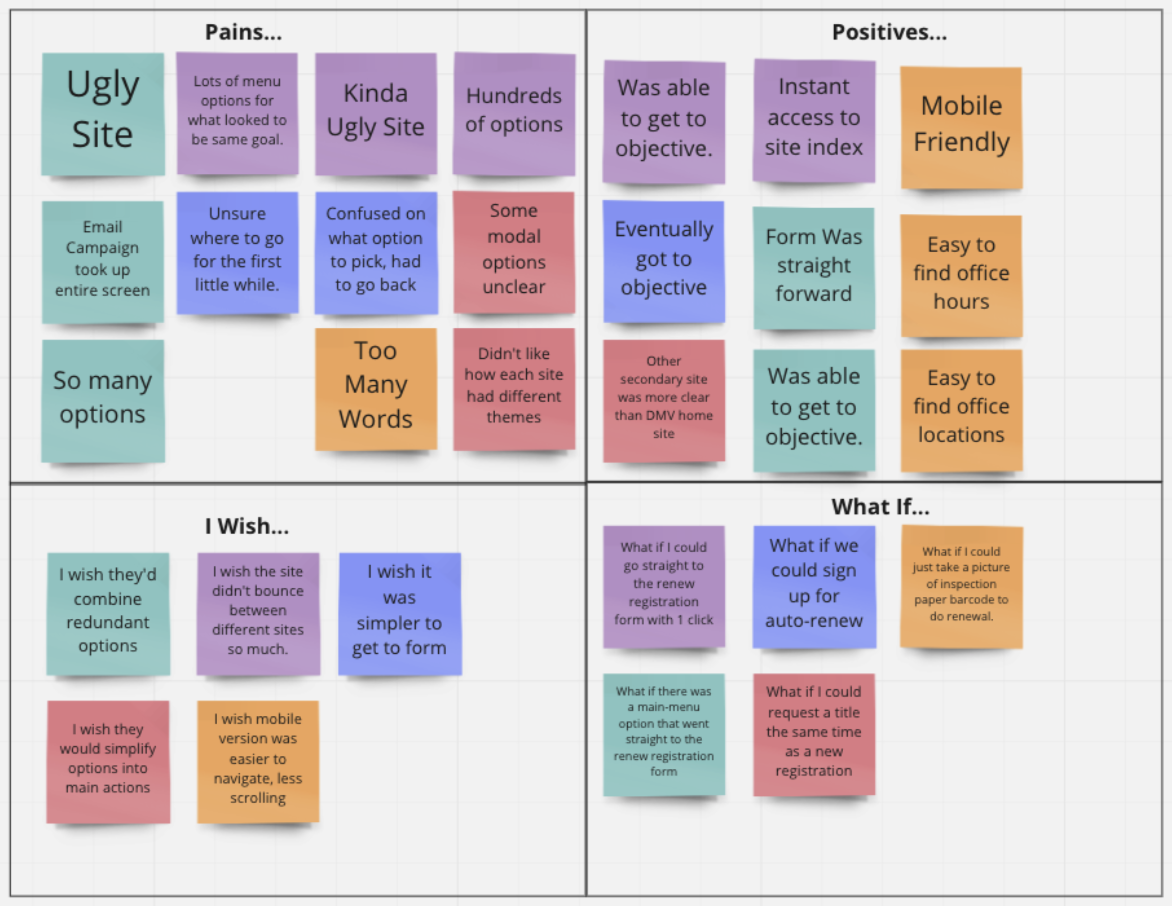 Pains...
Ugly
Site
Lots of menu
options for
what looked to
be same goal.
Kinda
Ugly Site
Hundreds
of options
Email
Campaign
took up
entire screen
Unsure
where to go
for the first
little while.
Confused on
what option
to pick, had
to go back
Some
modal
options
unclear
So many
options
Too
Many
Words
Didn't like
how each site
had different
themes
Positives...
Was able
to get to
objective.
Instant
access to
site index
Mobile
Friendly
Eventually
got to
objective
Form Was
straight
forward
Easy to
find office
hours
Other
secondary site
was more clear
than DMV home
site
Was able
to get to
objective.
Easy to
find office
locations
I Wish...
I wish they'd
combine
redundant
options
I wish the site
didn't bounce
between
different sites
so much.
I wish it
was
simpler to
get to form
I wish they
would simplify
options into
main actions
I wish mobile
version was
easier to
navigate, less
scrolling
What If...
What if I could
go straight to
the renew
registration
form with 1 click
What if we
could sign
up for
auto-renew
What if I could
just take a picture
of inspection
paper barcode to
do renewal.
What if there was
a main-menu
option that went
straight to the
renew registration
form
What if I could
request a title
the same time
as a new
registration